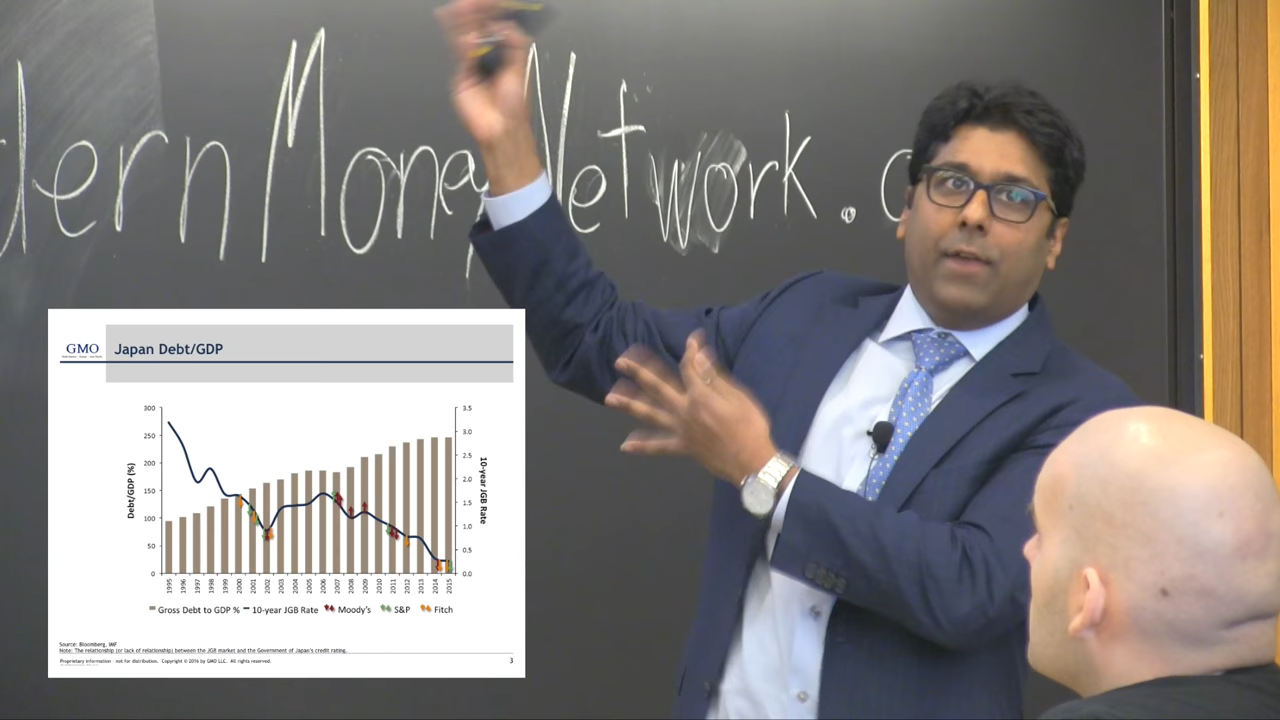 dernMoneyNetwork.o
GMO
Japan Debt/GDP
300
250
200
150
100
50
0
Debt/GDP (%)
3.5
3.0
2.5
2.0
1.5
1.0
0.5
0.0
10-year JGB Rate
1995 1996 1997 1998 1999 2000 2001 2002 2003 2004 2005 2006 2007 2008 2009 2010 2011 2012 2013 2014 2015
Gross Debt to GDP % 10-year JGB Rate Moody's S&P Fitch
Source: Bloomberg, IMF
Note: The relationship (or lack of relationship) between the JGB market and the Government of Japan's credit rating.
Proprietary information – not for distribution. Copyright © 2016 by GMO LLC. All rights reserved.
3